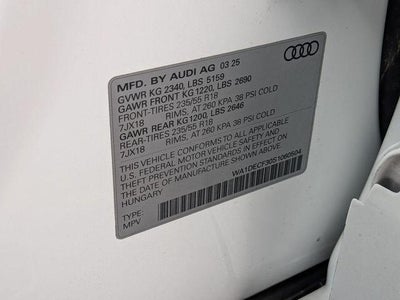 MFD. BY AUDI AG 03 25
GVWR KG 2340, LBS 5159
GAWR FRONT KG1220, LBS 2690
FRONT-TIRES 235/55 R18
7JX18 RIMS, AT 260 KPA 38 PSI COLD
GAWR REAR KG1200, LBS 2646
REAR-TIRES 235/55 R18
7JX18 RIMS, AT 260 KPA 38 PSI COLD
THIS VEHICLE CONFORMS TO ALL APPLICABLE
U.S. FEDERAL MOTOR VEHICLE SAFETY AND
THEFT PREVENTION STANDARDS IN EFFECT ON
THE DATE OF MANUFACTURE SHOWN ABOVE.
HUNGARY
WA1DECF30S1060504
TYPE:
MPV